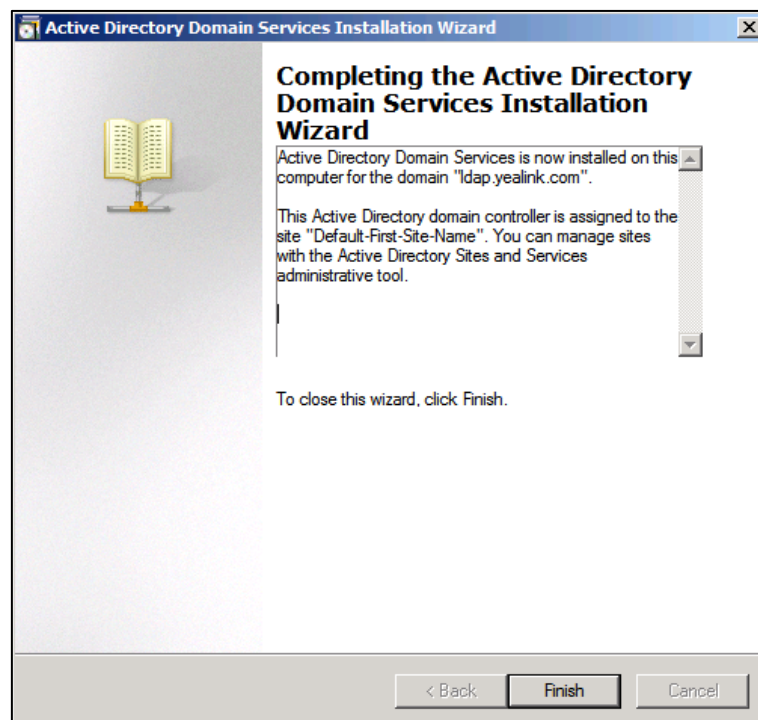 Active Directory Domain Services Installation Wizard
Completing the Active Directory
Domain Services Installation
Wizard
Active Directory Domain Services is now installed on this
computer for the domain "ldap.yealink.com".
This Active Directory domain controller is assigned to the
site "Default-First-Site-Name". You can manage sites
with the Active Directory Sites and Services
administrative tool.
To close this wizard, click Finish.
< Back
Finish
Cancel